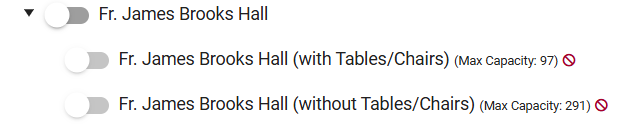 Fr. James Brooks Hall
Fr. James Brooks Hall (with Tables/Chairs) (Max Capacity: 97)
Fr. James Brooks Hall (without Tables/Chairs) (Max Capacity: 291)